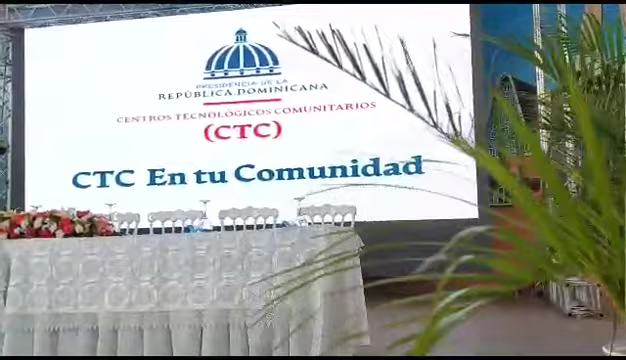 PRESIDENCIA DE LA
REPÚBLICA DOMINICANA
CENTROS TECNOLÓGICOS COMUNITARIOS
(CTC)
CTC En tu Comunidad